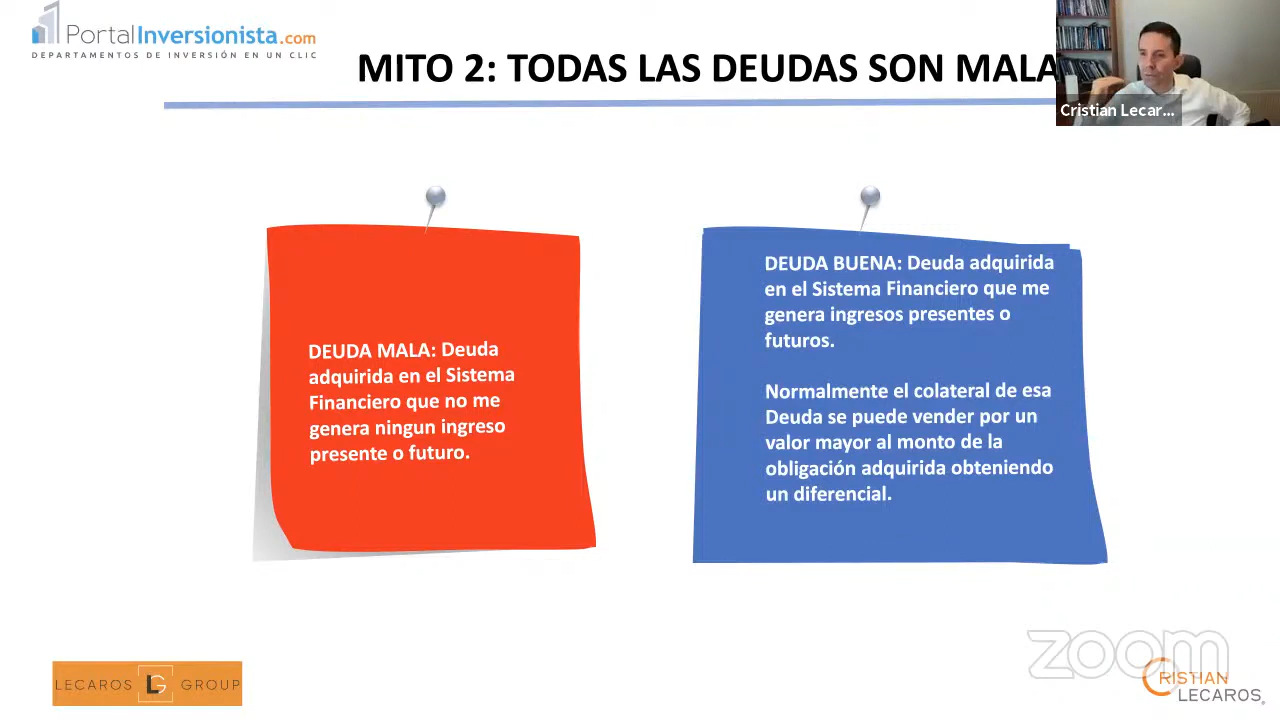 PortalInversionista.com
DEPARTAMENTOS DE INVERSIÓN EN UN CLIC
MITO 2: TODAS LAS DEUDAS SON MALA
Cristian Lecar...
DEUDA MALA: Deuda
adquirida en el Sistema
Financiero que no me
genera ningun ingreso
presente o futuro.
DEUDA BUENA: Deuda adquirida
en el Sistema Financiero que me
genera ingresos presentes o
futuros.
Normalmente el colateral de esa
Deuda se puede vender por un
valor mayor al monto de la
obligación adquirida obteniendo
un diferencial.
LECAROS LG GROUP
zoom
CRISTIAN
LECAROS®